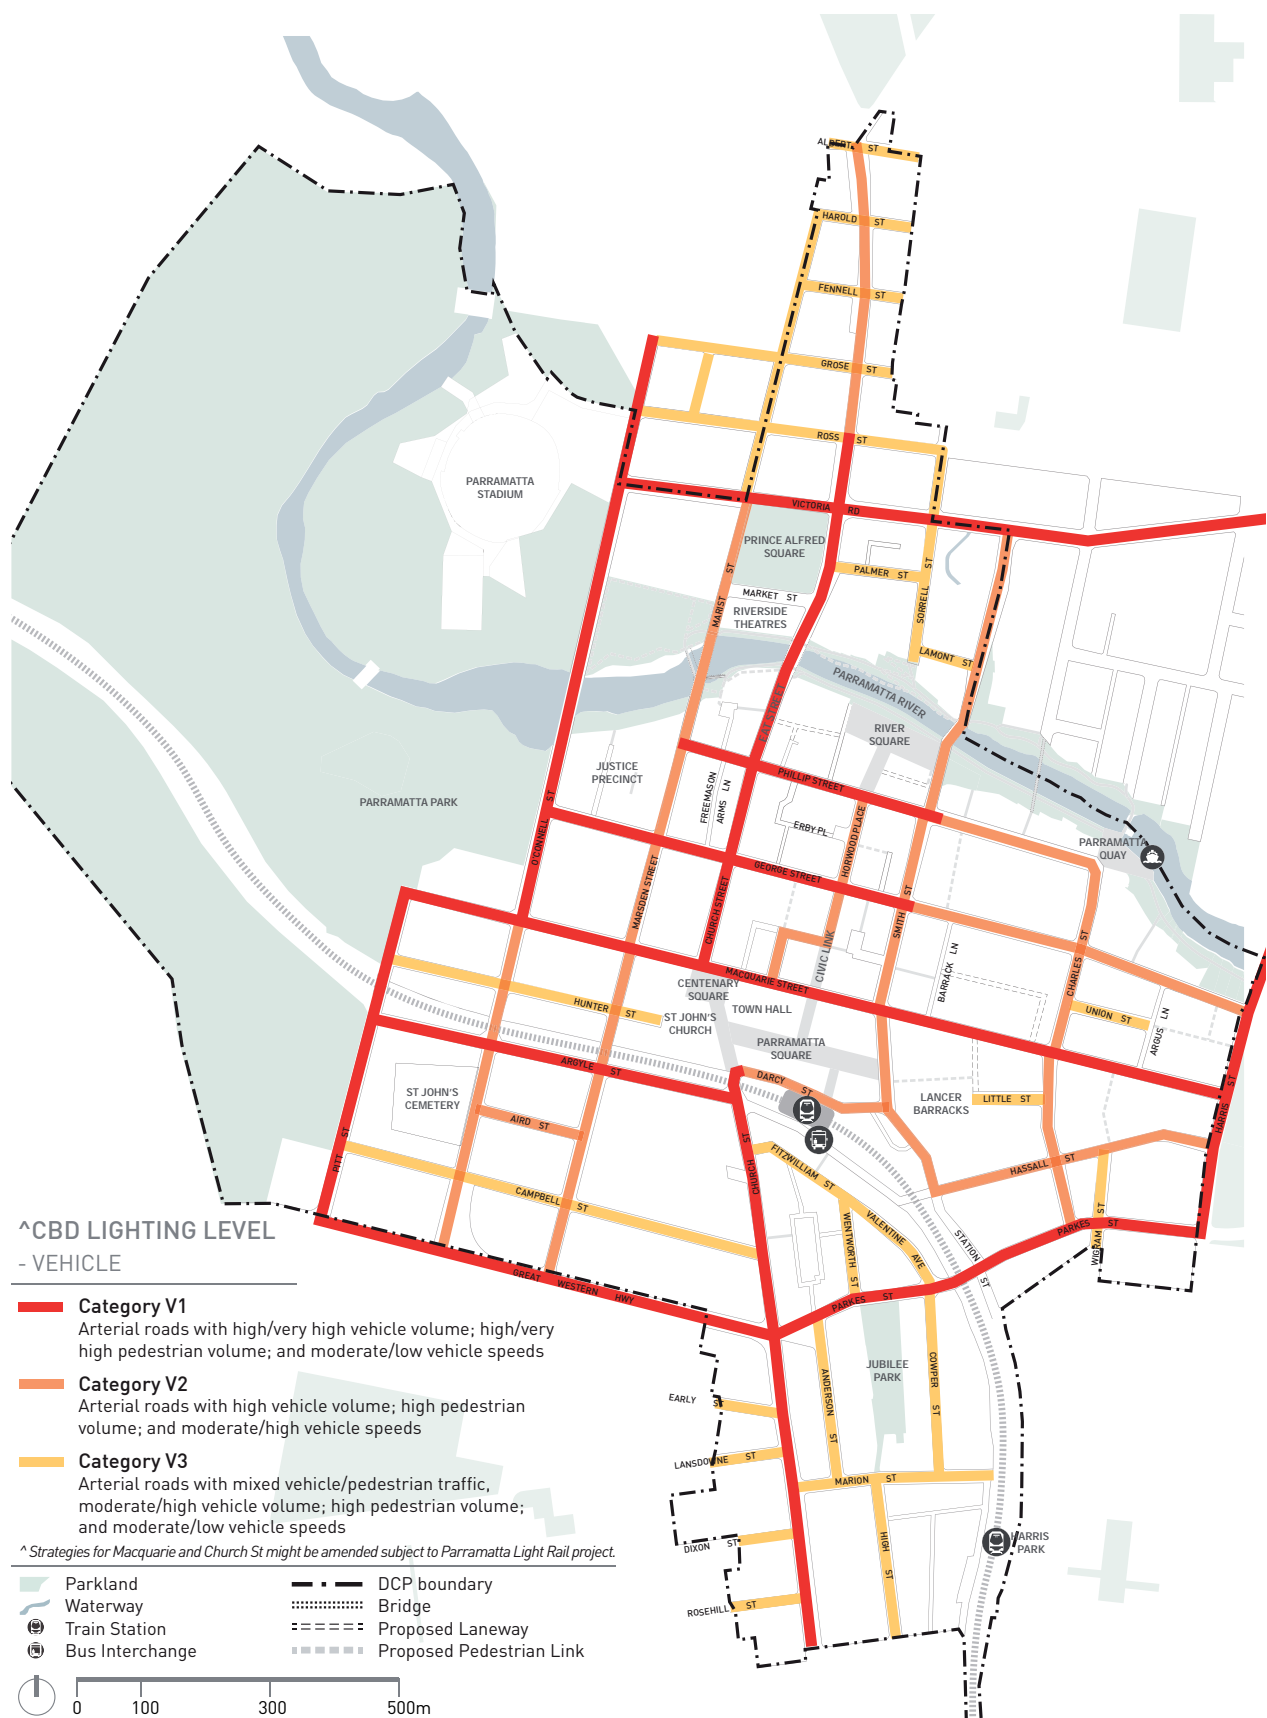 ALBERT ST
HAROLD ST
FENNELL ST
GROSE ST
ROSS ST
PARRAMATTA
STADIUM
VICTORIA RD
PRINCE ALFRED
SQUARE
PALMER ST
MARIST ST
MARKET ST
SORRELL ST
RIVERSIDE
THEATRES
LAMONT ST
PARRAMATTA RIVER
EAT STREET
RIVER
SQUARE
JUSTICE
PRECINCT
PHILLIP STREET
FREEMASON
ARMS LN
PARRAMATTA PARK
O'CONNELL ST
ERBY PL
HORWOOD PLACE
PARRAMATTA
QUAY
GEORGE STREET
MARSDEN STREET
CHURCH STREET
SMITH ST
CIVIC LINK
BARRACK LN
CHARLES ST
MACQUARIE STREET
CENTENARY
SQUARE
TOWN HALL
HUNTER ST
ST JOHN'S
CHURCH
UNION ST
ARGUS LN
PARRAMATTA
SQUARE
ARGYLE ST
DARCY ST
ST JOHN'S
CEMETERY
LANCER
BARRACKS
LITTLE ST
HARRIS ST
AIRD ST
PITT ST
CHURCH ST
FITZWILLIAM ST
HASSALL ST
CAMPBELL ST
WENTWORTH ST
VALENTINE AVE
STATION ST
PARKES ST
WIGRAM ST
GREAT WESTERN HWY
PARKES ST
JUBILEE
PARK
ANDERSON ST
COWPER ST
EARLY ST
LANSDOWNE ST
MARION ST
HIGH ST
DIXON ST
HARRIS
PARK
ROSEHILL ST
^CBD LIGHTING LEVEL
- VEHICLE
Category V1
Arterial roads with high/very high vehicle volume; high/very
high pedestrian volume; and moderate/low vehicle speeds
Category V2
Arterial roads with high vehicle volume; high pedestrian
volume; and moderate/high vehicle speeds
Category V3
Arterial roads with mixed vehicle/pedestrian traffic,
moderate/high vehicle volume; high pedestrian volume;
and moderate/low vehicle speeds
^ Strategies for Macquarie and Church St might be amended subject to Parramatta Light Rail project.
Parkland
Waterway
Train Station
Bus Interchange
DCP boundary
Bridge
Proposed Laneway
Proposed Pedestrian Link
0 100 300 500m